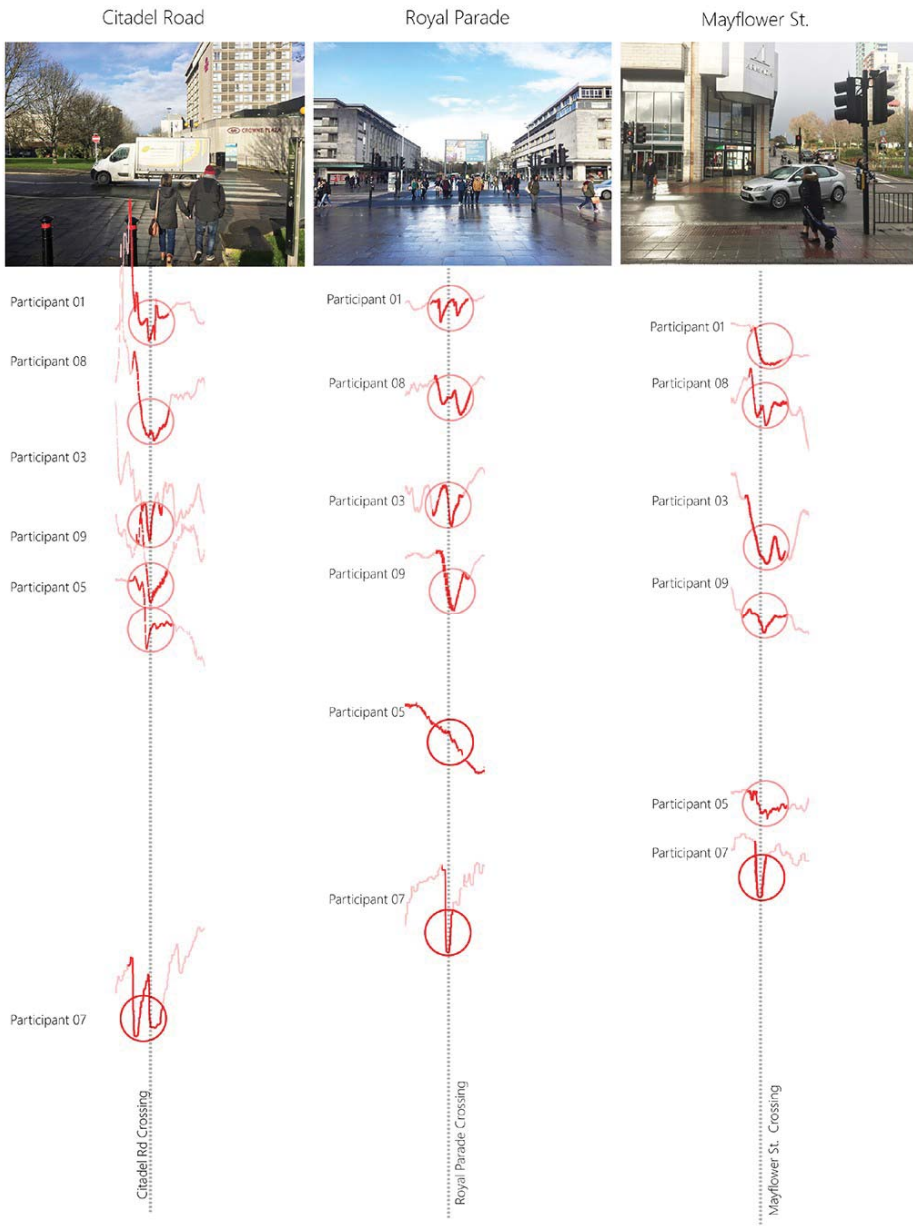 Citadel Road
Royal Parade
Mayflower St.
CROWNE PLAZA
Participant 01
Participant 08
Participant 03
Participant 09
Participant 05
Participant 07
Citadel Rd Crossing
Participant 01
Participant 08
Participant 03
Participant 09
Participant 05
Participant 07
Royal Parade Crossing
Participant 01
Participant 08
Participant 03
Participant 09
Participant 05
Participant 07
Mayflower St. Crossing